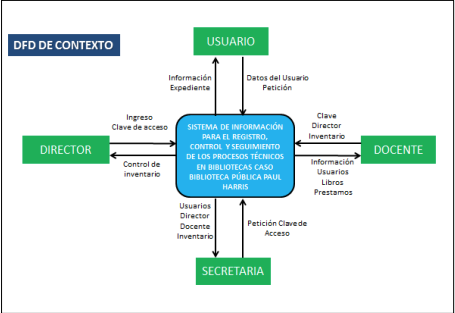 DFD DE CONTEXTO
USUARIO
Información
Expediente
Datos del Usuario
Petición
Ingreso
Clave de acceso
DIRECTOR
Control de
inventario
SISTEMA DE INFORMACIÓN
PARA EL REGISTRO,
CONTROL Y SEGUIMIENTO
DE LOS PROCESOS TÉCNICOS
EN BIBLIOTECAS CASO
BIBLIOTECA PÚBLICA PAUL
HARRIS
Clave
Director
Inventario
DOCENTE
Información
Usuarios
Libros
Prestamos
Usuarios
Director
Docente
Inventario
Petición Clave de
Acceso
SECRETARIA